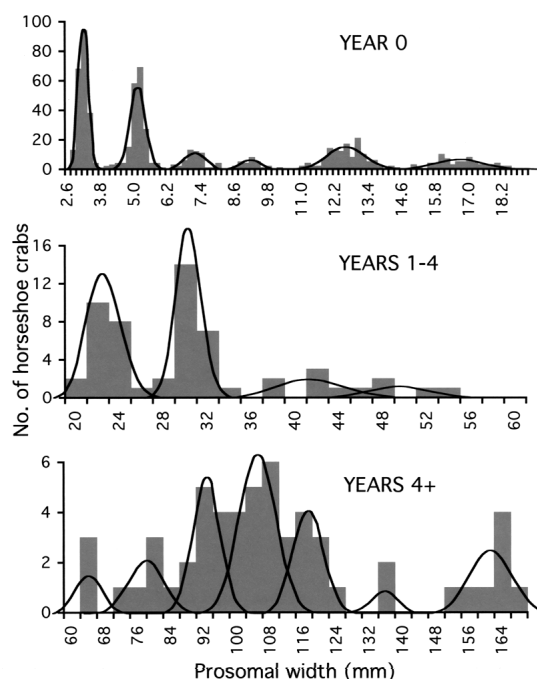 No. of horseshoe crabs
YEAR 0
100
80
60
40
20
0
2.6 3.8 5.0 6.2 7.4 8.6 9.8 11.0 12.2 13.4 14.6 15.8 17.0 18.2
YEARS 1-4
16
12
8
4
0
20 24 28 32 36 40 44 48 52 56 60
YEARS 4+
6
4
2
0
60 68 76 84 92 100 108 116 124 132 140 148 156 164
Prosomal width (mm)